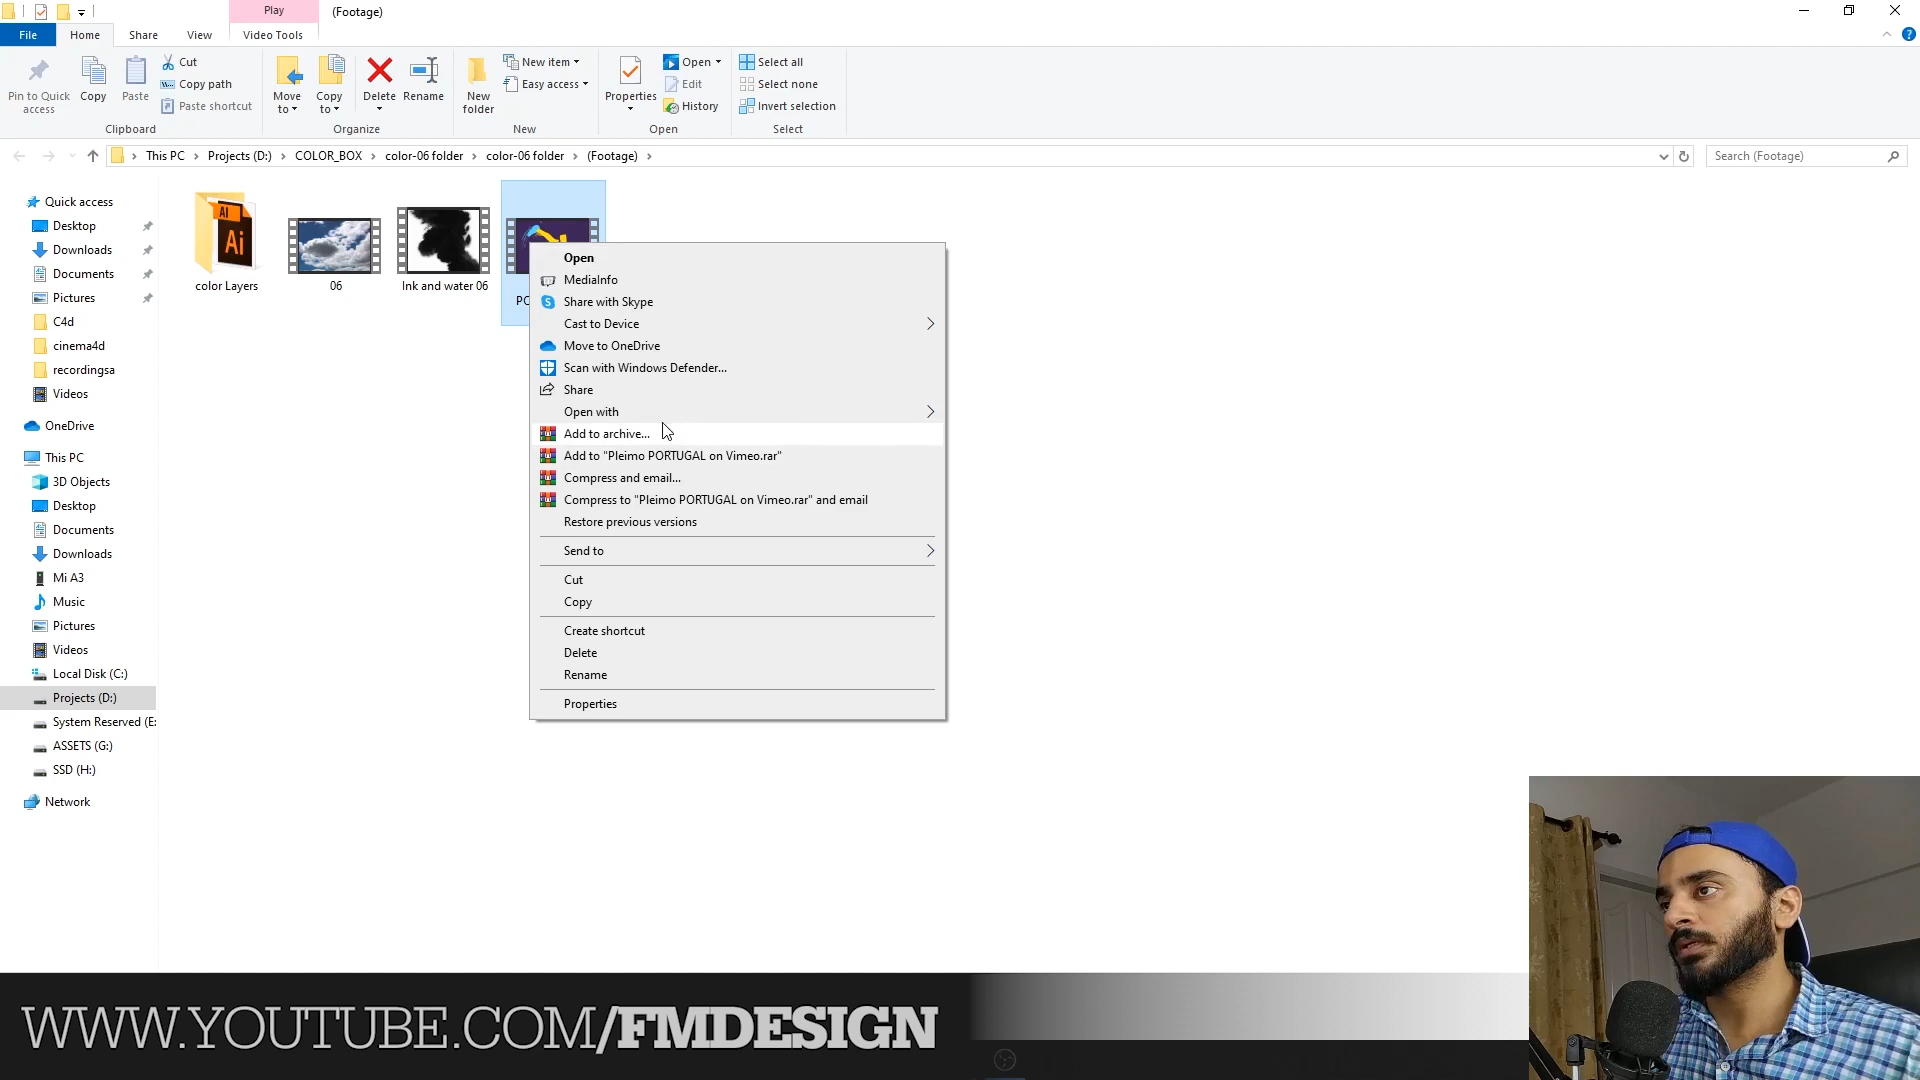 Play
(Footage)
File
Home
Share
View
Video Tools
Pin to Quick access
Copy
Paste
Cut
Copy path
Paste shortcut
Clipboard
Move to
Copy to
Delete
Rename
Organize
New folder
New item
Easy access
New
Properties
Open
Edit
History
Open
Select all
Select none
Invert selection
Select
This PC
Projects (D:)
COLOR_BOX
color-06 folder
color-06 folder
(Footage)
Search (Footage)
Quick access
Desktop
Downloads
Documents
Pictures
C4d
cinema4d
recordingsa
Videos
OneDrive
This PC
3D Objects
Desktop
Documents
Downloads
Mi A3
Music
Pictures
Videos
Local Disk (C:)
Projects (D:)
System Reserved (E:
ASSETS (G:)
SSD (H:)
Network
Ai
Ai
color Layers
06
Ink and water 06
Open
MediaInfo
Share with Skype
Cast to Device
Move to OneDrive
Scan with Windows Defender...
Share
Open with
Add to archive...
Add to "Pleimo PORTUGAL on Vimeo.rar"
Compress and email...
Compress to "Pleimo PORTUGAL on Vimeo.rar" and email
Restore previous versions
Send to
Cut
Copy
Create shortcut
Delete
Rename
Properties
WWW.YOUTUBE.COM/FMDESIGN